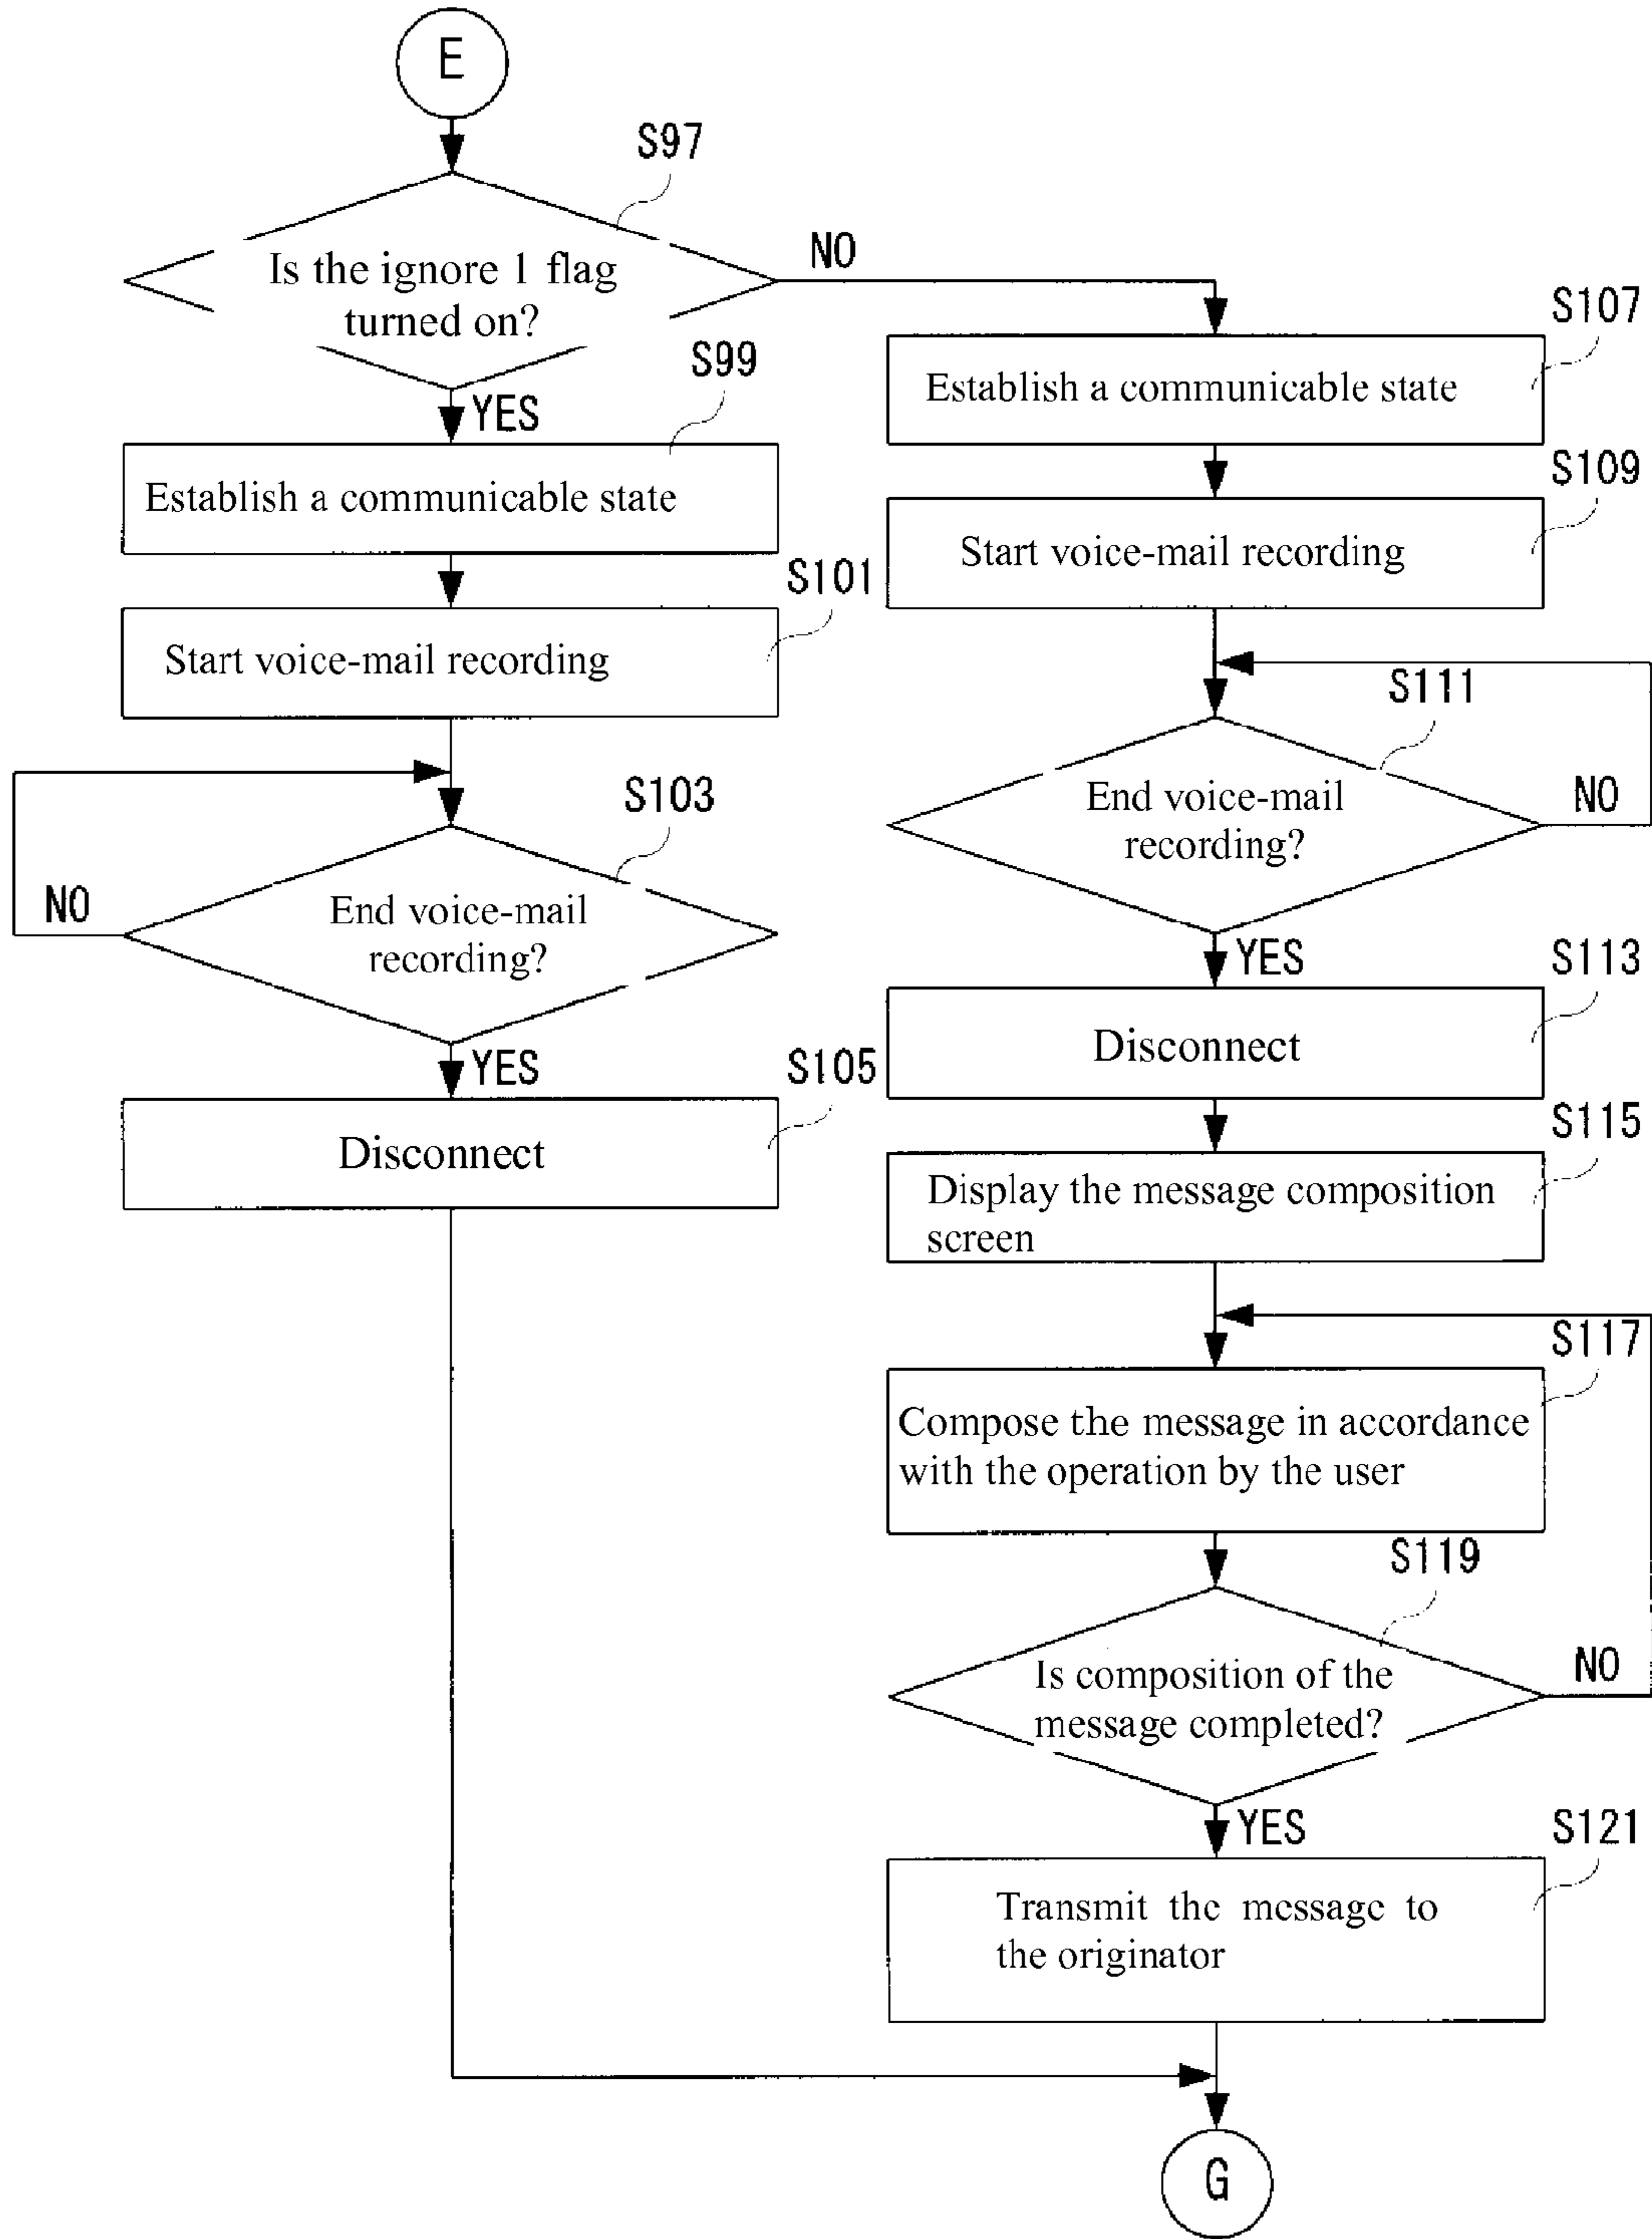 E
S97
Is the ignore 1 flag
turned on?
NO
YES
S99
Establish a communicable state
S101
Start voice-mail recording
S103
End voice-mail
recording?
NO
YES
S105
Disconnect
S107
Establish a communicable state
S109
Start voice-mail recording
S111
End voice-mail
recording?
NO
YES
S113
Disconnect
S115
Display the message composition
screen
S117
Compose the message in accordance
with the operation by the user
S119
Is composition of the
message completed?
NO
YES
S121
Transmit the message to
the originator
G